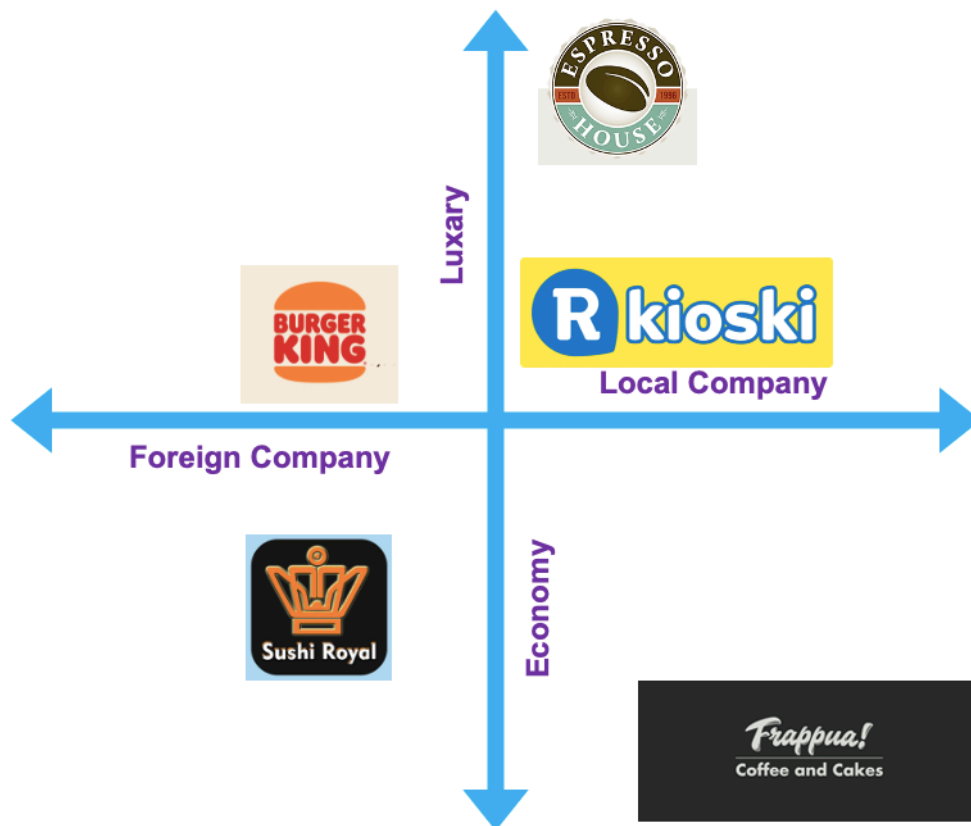 ESPRESSO
ESTD 1996
HOUSE
Luxary
BURGER
KING
R kioski
Local Company
Foreign Company
Economy
Sushi Royal
Frappua!
Coffee and Cakes